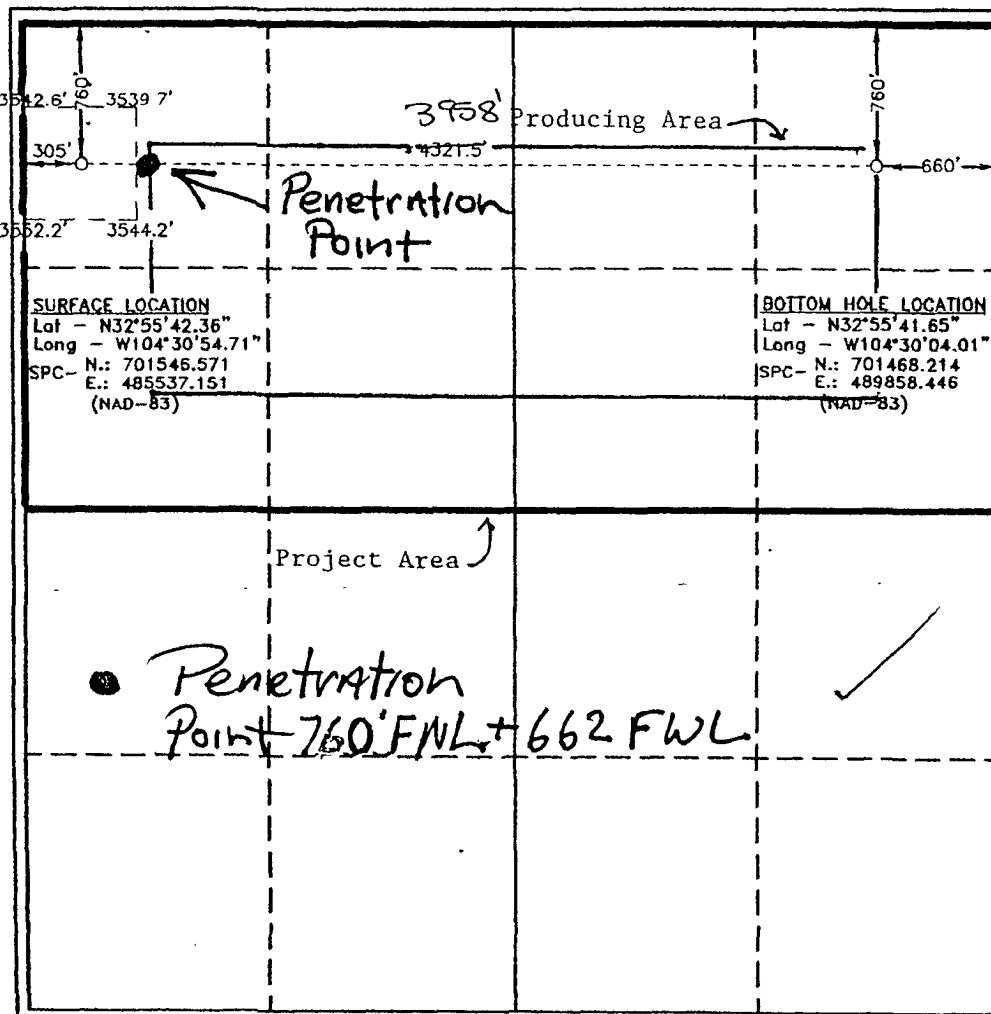 760'
760'
3542.6'
3539.7'
3958' Producing Area
4321.5'
305'
660'
Penetration
Point
3552.2'
3544.2'
SURFACE LOCATION
Lat - N32°55'42.36"
Long - W104°30'54.71"
SPC- N.: 701546.571
E.: 485537.151
(NAD-83)
BOTTOM HOLE LOCATION
Lat - N32°55'41.65"
Long - W104°30'04.01"
SPC- N.: 701468.214
E.: 489858.446
(NAD-83)
Project Area
Penetration
Point 760' FNL + 662 FWL